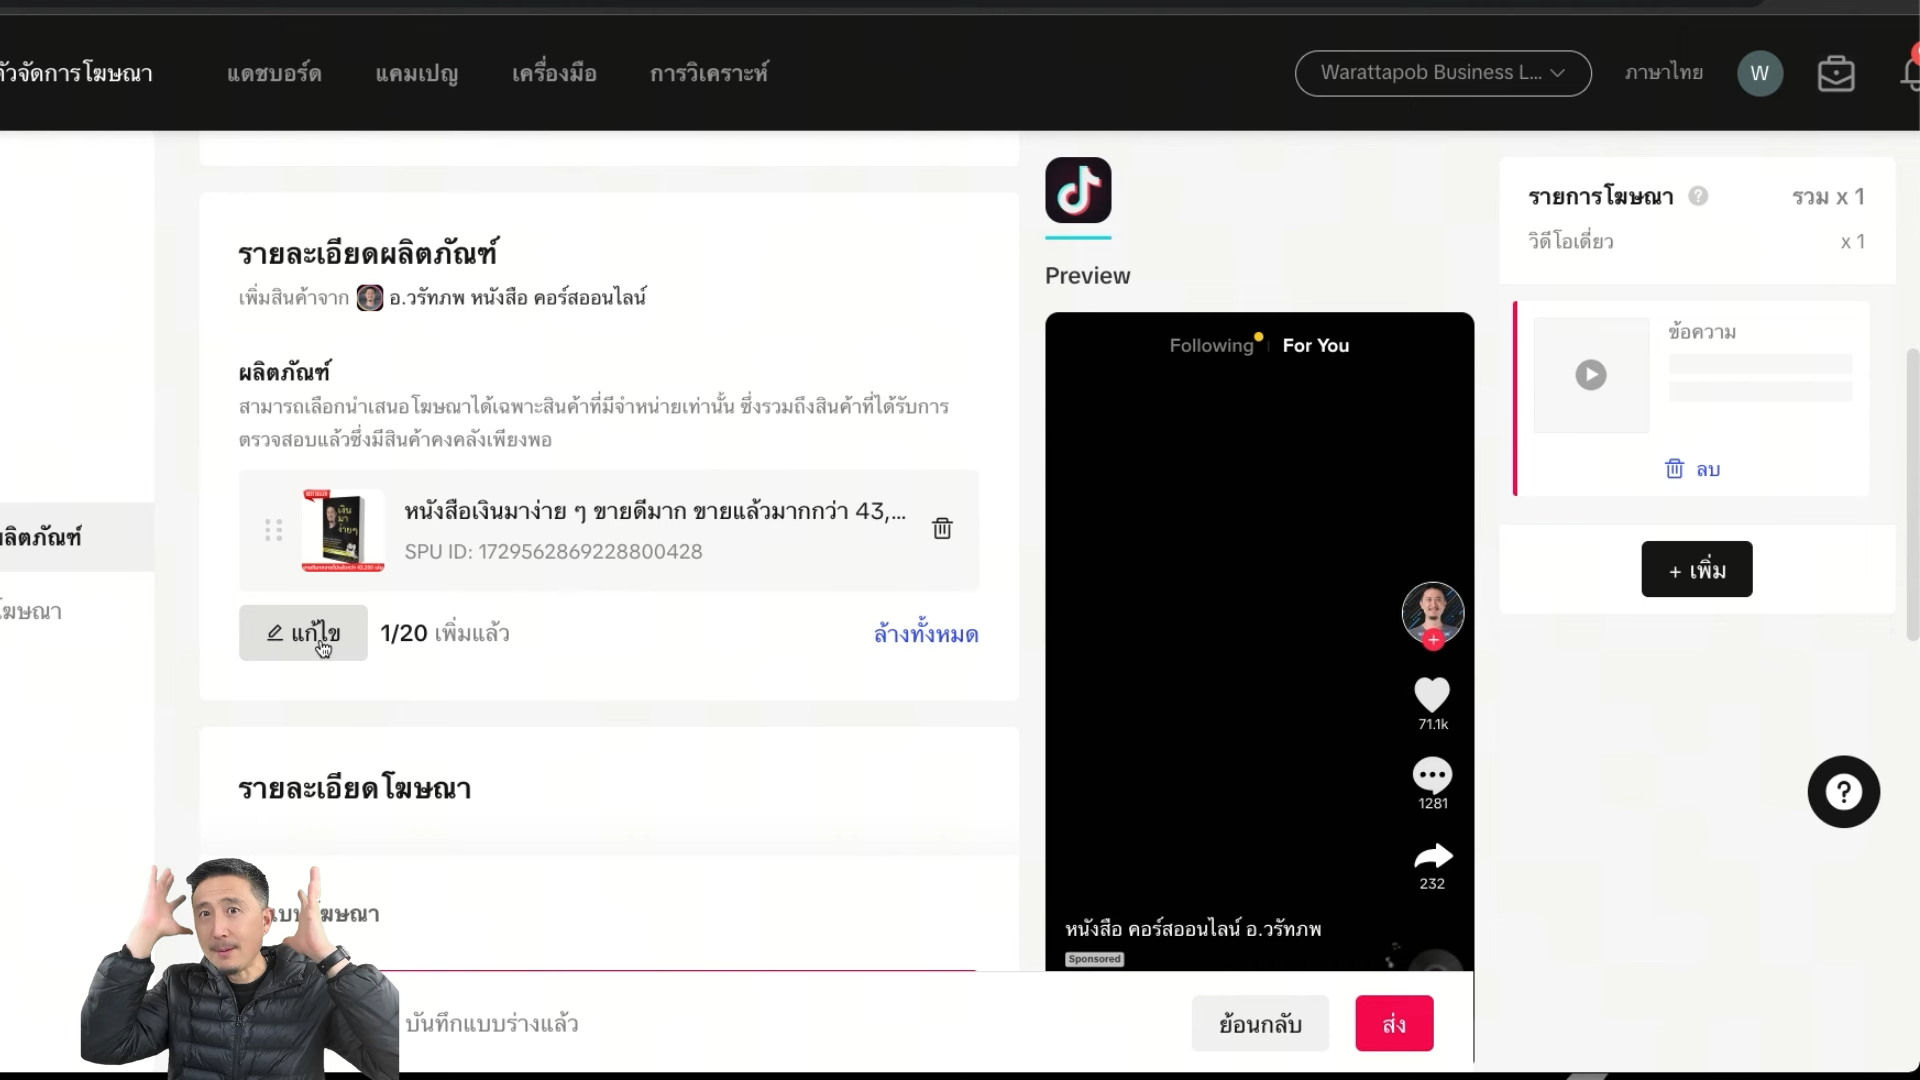 ตัวจัดการโฆษณา
แดชบอร์ด
แคมเปญ
เครื่องมือ
การวิเคราะห์
Warattapob Business L...
ภาษาไทย
W
รายละเอียดผลิตภัณฑ์
เพิ่มสินค้าจาก อ.วรัทภพ หนังสือ คอร์สออนไลน์
ผลิตภัณฑ์
สามารถเลือกนำเสนอโฆษณาได้เฉพาะสินค้าที่มีจำหน่ายเท่านั้น ซึ่งรวมถึงสินค้าที่ได้รับการ
ตรวจสอบแล้วซึ่งมีสินค้าคงคลังเพียงพอ
หนังสือเงินมาง่าย ๆ ขายดีมาก ขายแล้วมากกว่า 43,...
SPU ID: 1729562869228800428
แก้ไข
1/20 เพิ่มแล้ว
ล้างทั้งหมด
ลิตภัณฑ์
โฆษณา
รายละเอียดโฆษณา
โฆษณา
บันทึกแบบร่างแล้ว
ย้อนกลับ
ส่ง
Preview
Following
For You
71.1k
1281
232
หนังสือ คอร์สออนไลน์ อ.วรัทภพ
Sponsored
รายการโฆษณา
รวม x 1
วิดีโอเดี่ยว
x 1
ข้อความ
ลบ
+ เพิ่ม